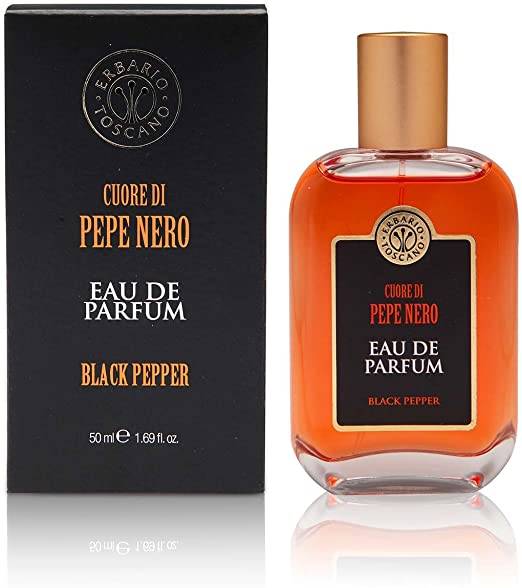 ERBARIO TOSCANO
CUORE DI
PEPE NERO
EAU DE
PARFUM
BLACK PEPPER
50 ml e 1.69 fl. oz.
ERBARIO TOSCANO
CUORE DI
PEPE NERO
EAU DE
PARFUM
BLACK PEPPER